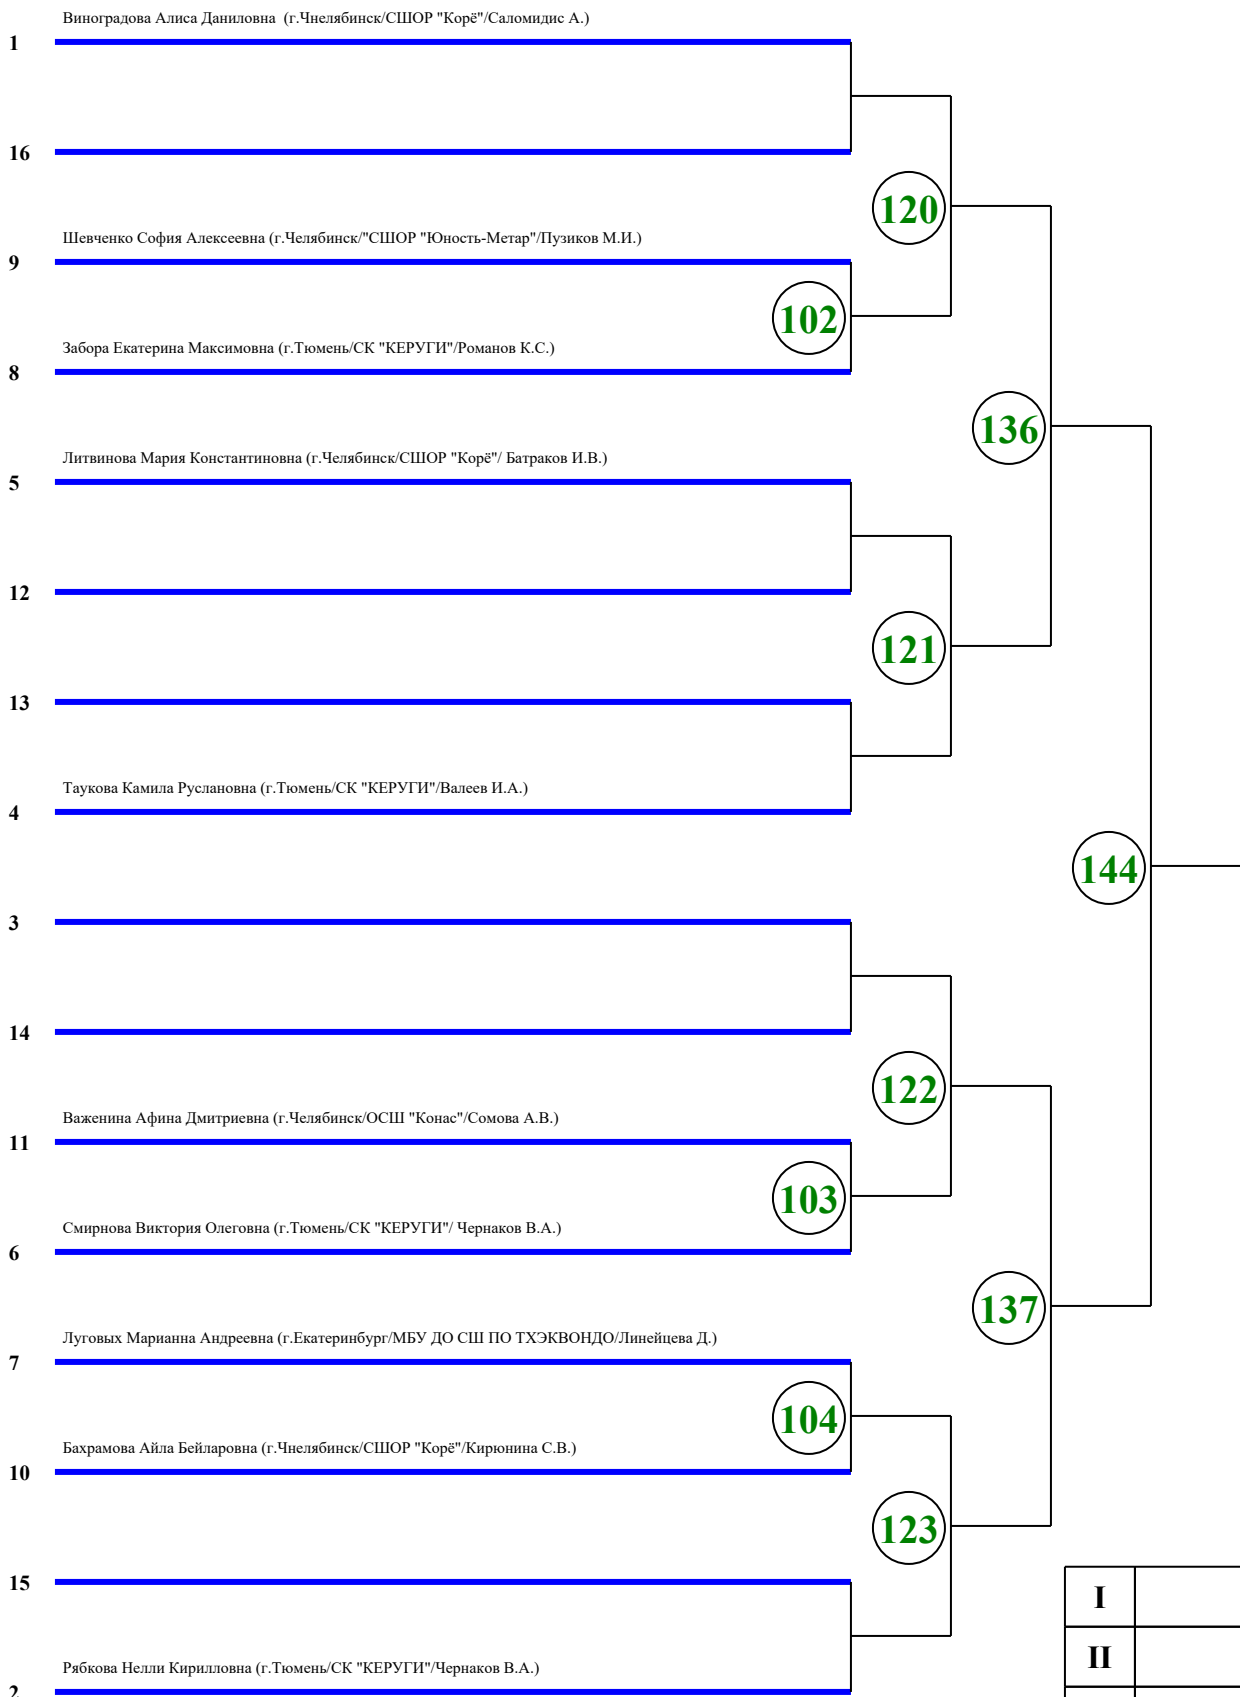 Виноградова Алиса Даниловна (г.Чнелябинск/СШОР "Корё"/Саломидис А.)
1
16
120
Шевченко София Алексеевна (г.Челябинск/"СШОР "Юность-Метар"/Пузиков М.И.)
9
102
Забора Екатерина Максимовна (г.Тюмень/СК "КЕРУГИ"/Романов К.С.)
8
136
Литвинова Мария Константиновна (г.Челябинск/СШОР "Корё"/ Батраков И.В.)
5
12
121
13
Таукова Камила Руслановна (г.Тюмень/СК "КЕРУГИ"/Валеев И.А.)
4
144
3
14
122
Важенина Афина Дмитриевна (г.Челябинск/ОСШ "Конас"/Сомова А.В.)
11
103
Смирнова Виктория Олеговна (г.Тюмень/СК "КЕРУГИ"/ Чернаков В.А.)
6
137
Луговых Марианна Андреевна (г.Екатеринбург/МБУ ДО СШ ПО ТХЭКВОНДО/Линейцева Д.)
7
104
Бахрамова Айла Бейларовна (г.Чнелябинск/СШОР "Корё"/Кирюнина С.В.)
10
123
15
I
II
Рябкова Нелли Кирилловна (г.Тюмень/СК "КЕРУГИ"/Чернаков В.А.)
2